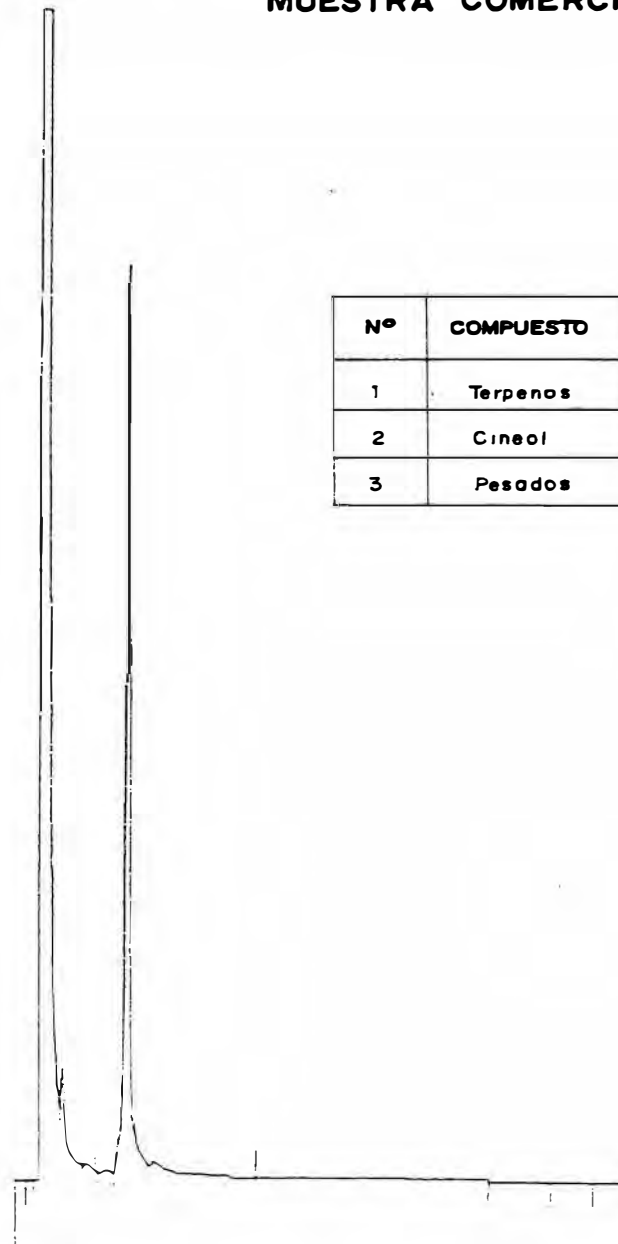 MUESTRA COMERCI
Nº COMPUESTO
1 Terpenos
2 Cineol
3 Pesados